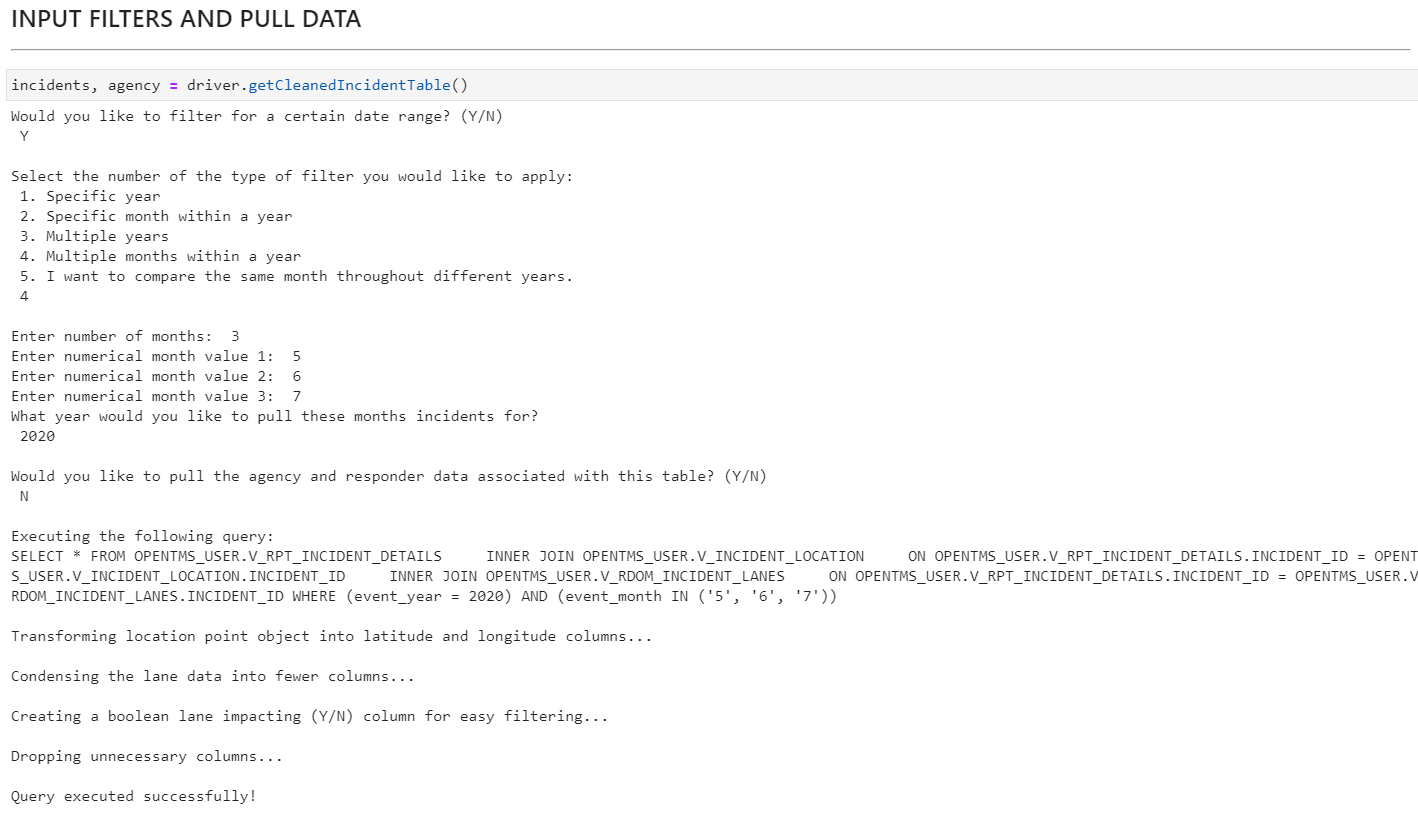 INPUT FILTERS AND PULL DATA
incidents, agency = driver.getCleanedIncidentTable()
Would you like to filter for a certain date range? (Y/N)
Y
Select the number of the type of filter you would like to apply:
1. Specific year
2. Specific month within a year
3. Multiple years
4. Multiple months within a year
5. I want to compare the same month throughout different years.
4
Enter number of months:  3
Enter numerical month value 1:  5
Enter numerical month value 2:  6
Enter numerical month value 3:  7
What year would you like to pull these months incidents for?
2020
Would you like to pull the agency and responder data associated with this table? (Y/N)
N
Executing the following query:
SELECT * FROM OPENTMS_USER.V_RPT_INCIDENT_DETAILS     INNER JOIN OPENTMS_USER.V_INCIDENT_LOCATION     ON OPENTMS_USER.V_RPT_INCIDENT_DETAILS.INCIDENT_ID = OPENT
S_USER.V_INCIDENT_LOCATION.INCIDENT_ID     INNER JOIN OPENTMS_USER.V_RDOM_INCIDENT_LANES     ON OPENTMS_USER.V_RPT_INCIDENT_DETAILS.INCIDENT_ID = OPENTMS_USER.V
RDOM_INCIDENT_LANES.INCIDENT_ID WHERE (event_year = 2020) AND (event_month IN ('5', '6', '7'))
Transforming location point object into latitude and longitude columns...
Condensing the lane data into fewer columns...
Creating a boolean lane impacting (Y/N) column for easy filtering...
Dropping unnecessary columns...
Query executed successfully!